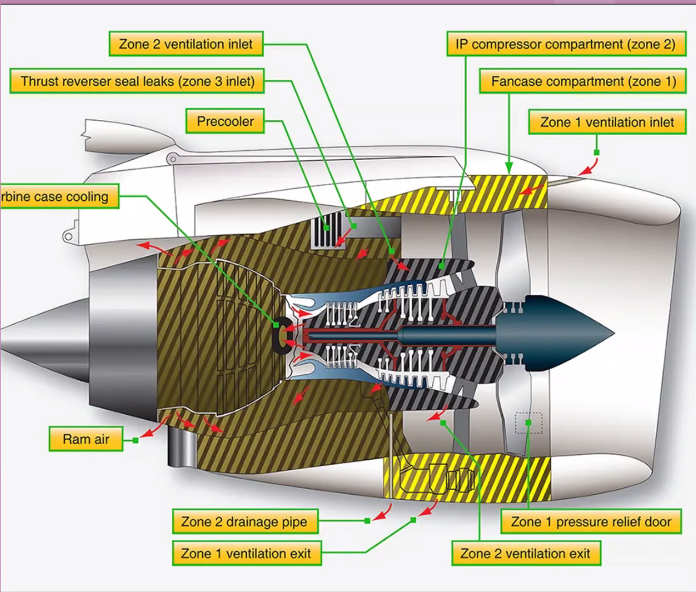 Zone 2 ventilation inlet
IP compressor compartment (zone 2)
Thrust reverser seal leaks (zone 3 inlet)
Fancase compartment (zone 1)
Precooler
Zone 1 ventilation inlet
rbine case cooling
Ram air
Zone 2 drainage pipe
Zone 1 pressure relief door
Zone 1 ventilation exit
Zone 2 ventilation exit